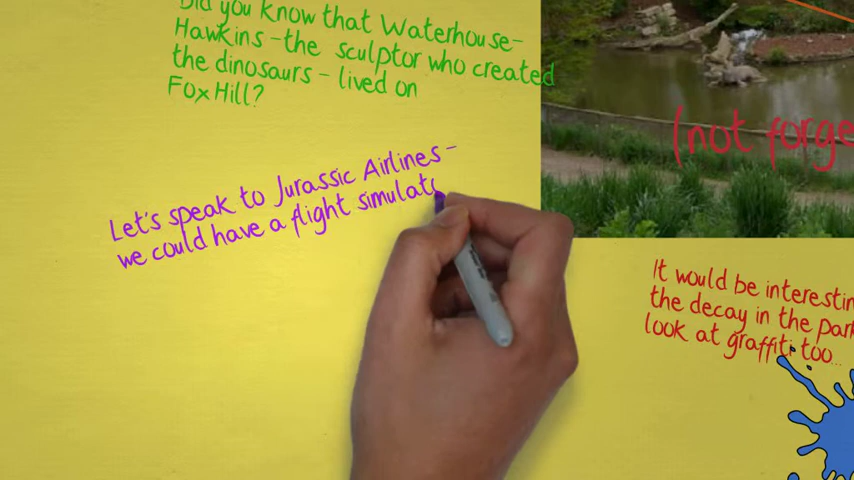 Did you know that Waterhouse-
Hawkins - the sculptor who created
the dinosaurs - lived on
Fox Hill?
Let's speak to Jurassic Airlines -
we could have a flight simulato
(not forge
It would be interestin
the decay in the park
look at graffiti too...